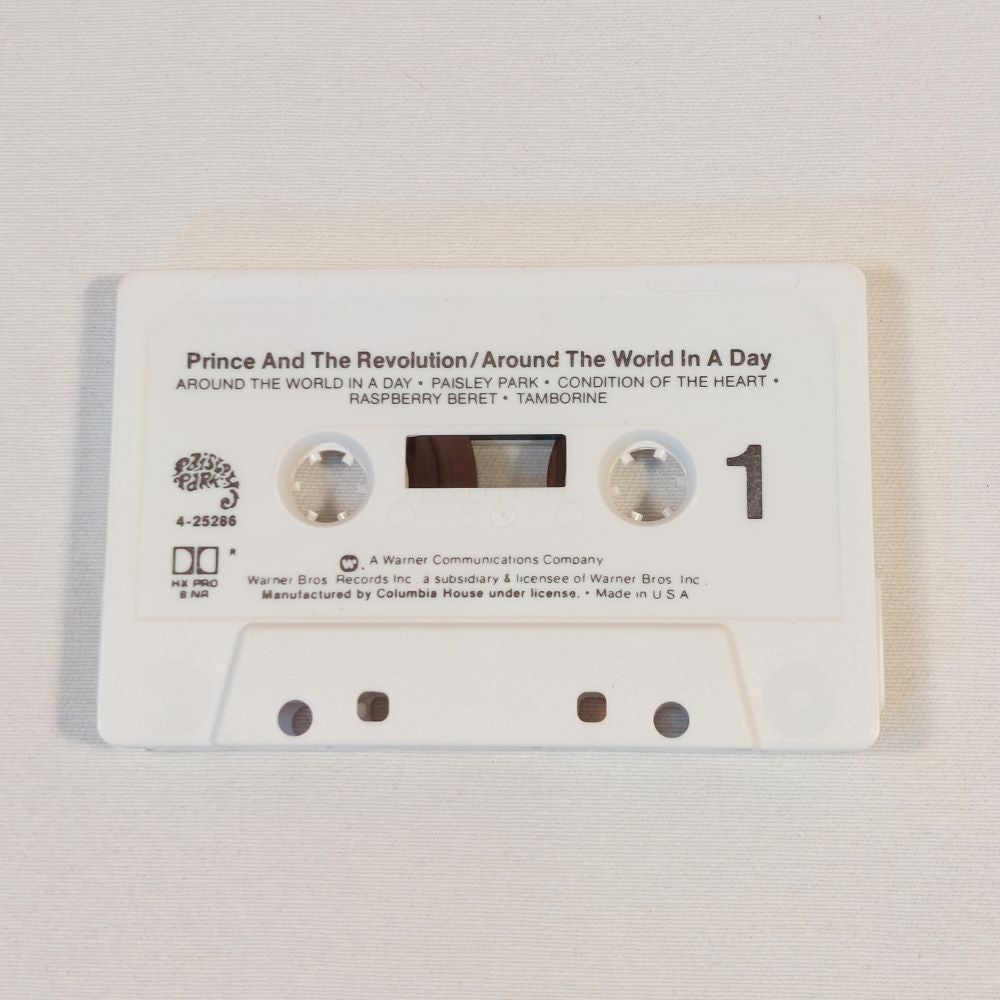 Prince And The Revolution/Around The World In A Day
AROUND THE WORLD IN A DAY • PAISLEY PARK • CONDITION OF THE HEART •
RASPBERRY BERET • TAMBORINE
PAISLEY
PARK
4-25286
1
®
HX PRO
B NR
A Warner Communications Company
Warner Bros. Records Inc., a subsidiary & licensee of Warner Bros. Inc.,
Manufactured by Columbia House under license. • Made in U S A